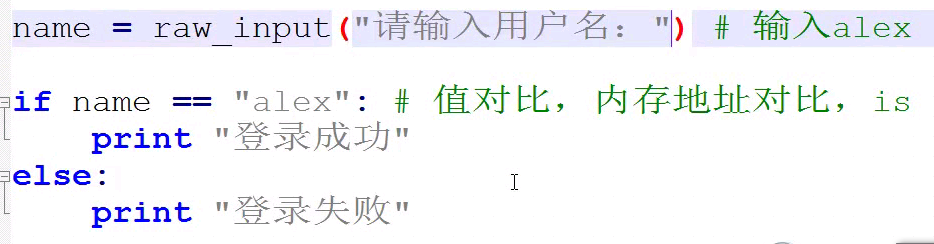 name = raw_input("请输入用户名：") # 输入alex
if name == "alex": # 值对比，内存地址对比，is
    print "登录成功"
else:
    print "登录失败"